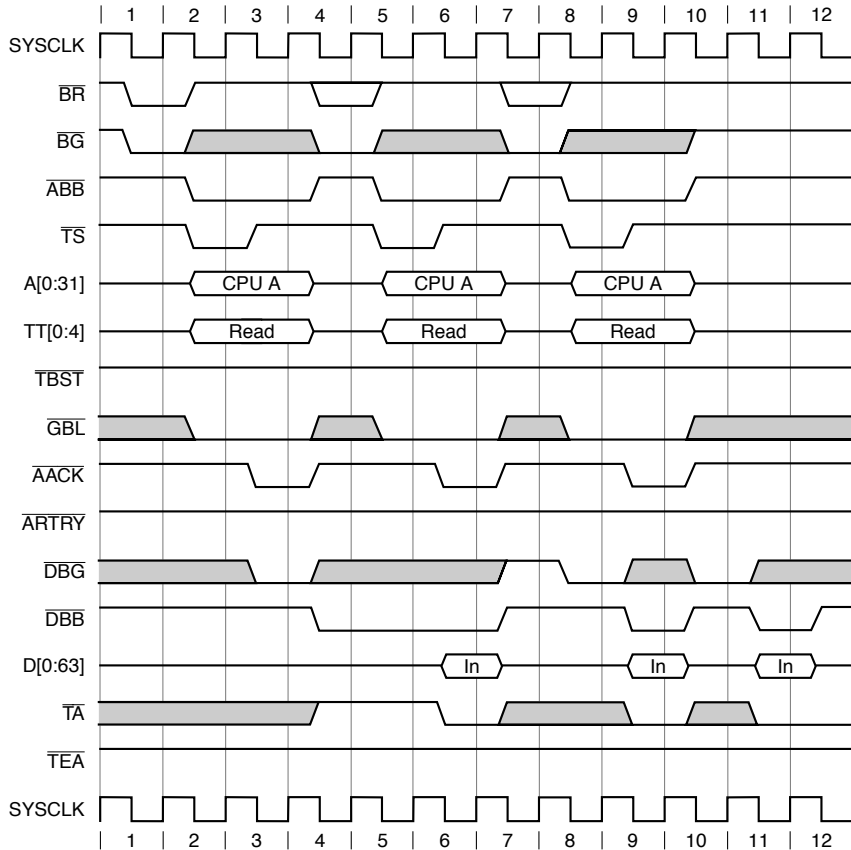 1 2 3 4 5 6 7 8 9 10 11 12
SYSCLK
BR
BG
ABB
TS
A[0:31] CPU A CPU A CPU A
TT[0:4] Read Read Read
TBST
GBL
AACK
ARTRY
DBG
DBB
D[0:63] In In In
TA
TEA
SYSCLK
1 2 3 4 5 6 7 8 9 10 11 12